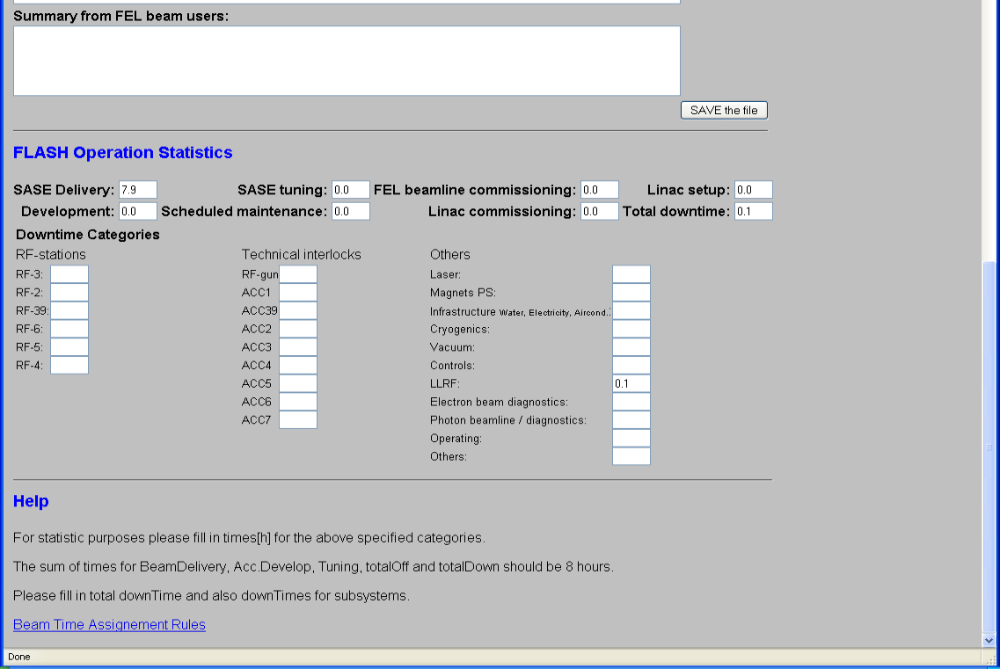 Summary from FEL beam users:
SAVE the file
FLASH Operation Statistics
SASE Delivery: 7.9 SASE tuning: 0.0 FEL beamline commissioning: 0.0 Linac setup: 0.0
Development: 0.0 Scheduled maintenance: 0.0 Linac commissioning: 0.0 Total downtime: 0.1
Downtime Categories
RF-stations Technical interlocks Others
RF-3: RF-gun Laser:
RF-2: ACC1 Magnets PS:
RF-39: ACC39 Infrastructure Water, Electricity, Aircond.:
RF-6: ACC2 Cryogenics:
RF-5: ACC3 Vacuum:
RF-4: ACC4 Controls:
ACC5 LLRF: 0.1
ACC6 Electron beam diagnostics:
ACC7 Photon beamline / diagnostics:
Operating:
Others:
Help
For statistic purposes please fill in times[h] for the above specified categories.
The sum of times for BeamDelivery, Acc.Develop, Tuning, totalOff and totalDown should be 8 hours.
Please fill in total downTime and also downTimes for subsystems.
Beam Time Assignement Rules
Done